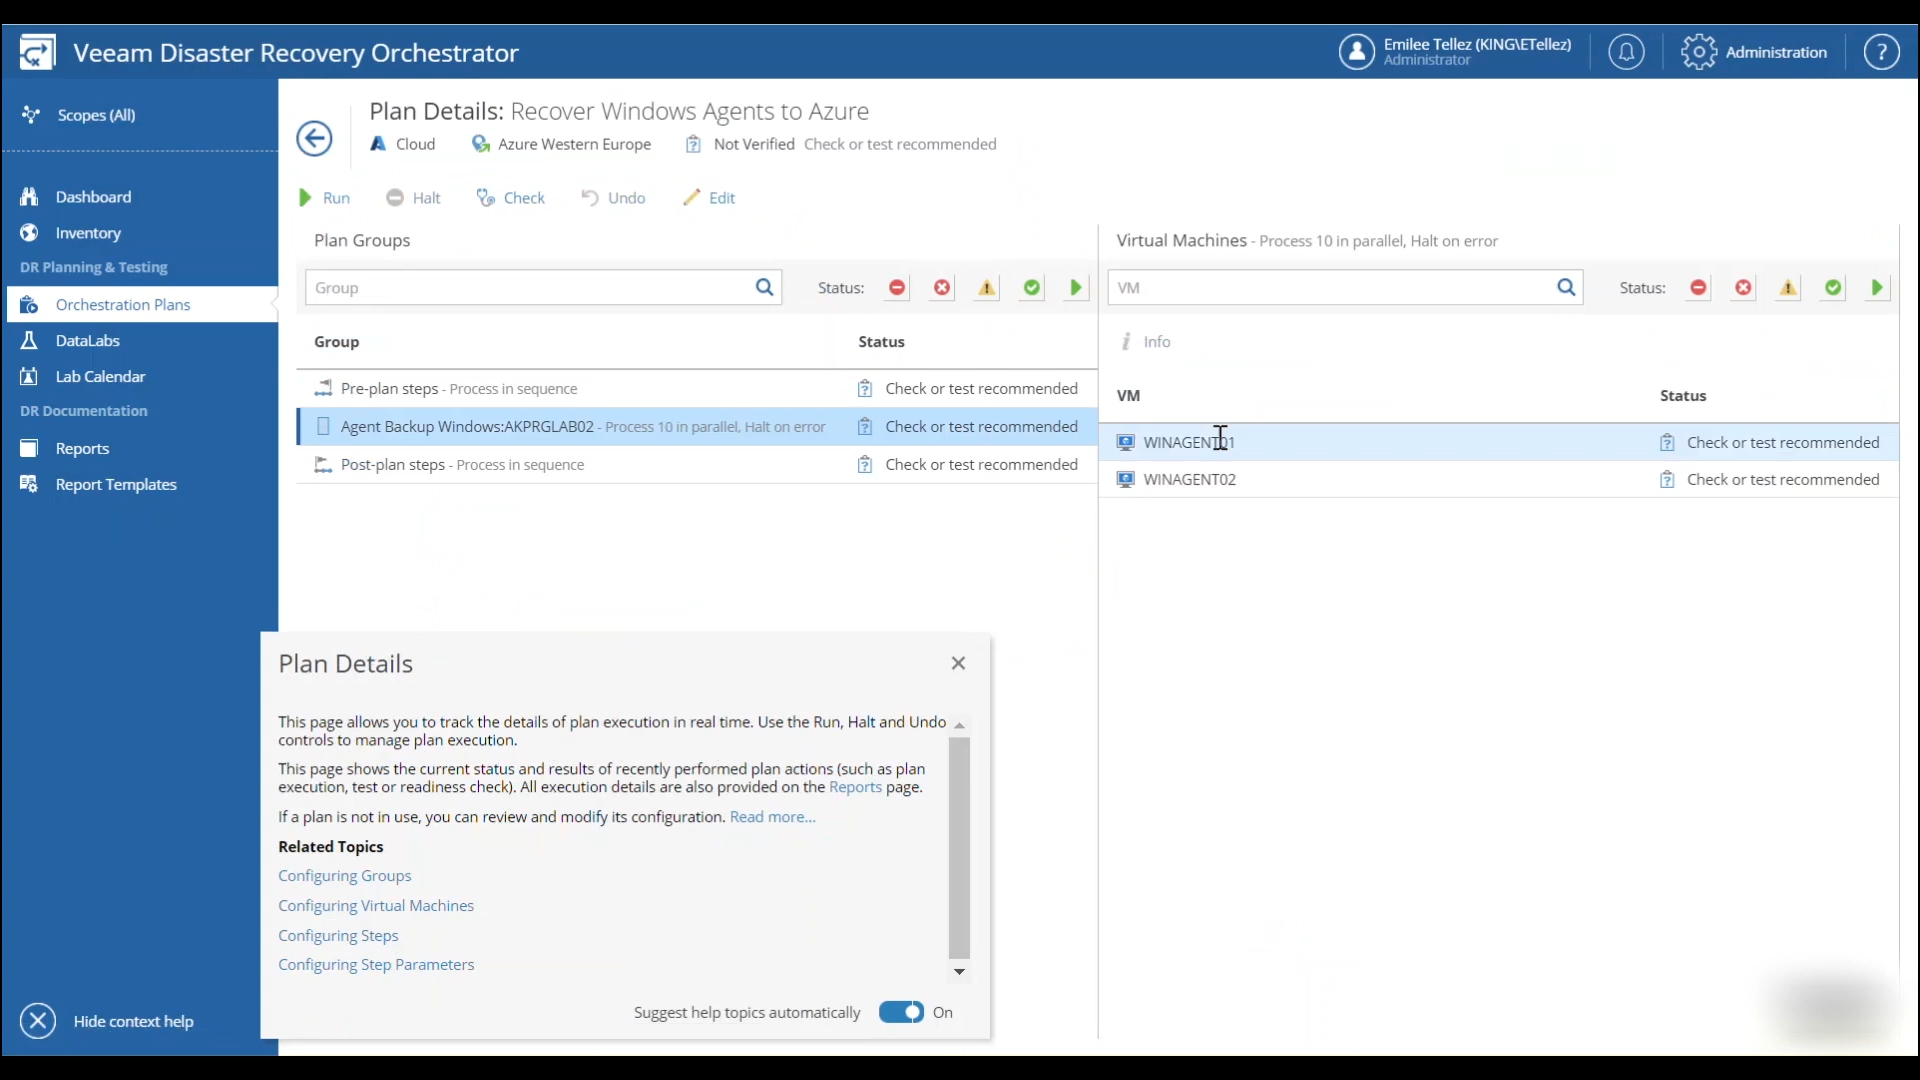 Veeam Disaster Recovery Orchestrator
Emilee Tellez (KING\ETellez)
Administrator
Administration
?
Scopes (All)
Dashboard
Inventory
DR Planning & Testing
Orchestration Plans
DataLabs
Lab Calendar
DR Documentation
Reports
Report Templates
Hide context help
Plan Details: Recover Windows Agents to Azure
Cloud Azure Western Europe Not Verified Check or test recommended
Run Halt Check Undo Edit
Plan Groups
Group
Status:
Group Status
Pre-plan steps - Process in sequence Check or test recommended
Agent Backup Windows:AKPRGLAB02 - Process 10 in parallel, Halt on error Check or test recommended
Post-plan steps - Process in sequence Check or test recommended
Virtual Machines - Process 10 in parallel, Halt on error
VM
Status:
Info
VM Status
WINAGENT01 Check or test recommended
WINAGENT02 Check or test recommended
Plan Details
This page allows you to track the details of plan execution in real time. Use the Run, Halt and Undo
controls to manage plan execution.
This page shows the current status and results of recently performed plan actions (such as plan
execution, test or readiness check). All execution details are also provided on the Reports page.
If a plan is not in use, you can review and modify its configuration. Read more...
Related Topics
Configuring Groups
Configuring Virtual Machines
Configuring Steps
Configuring Step Parameters
Suggest help topics automatically On